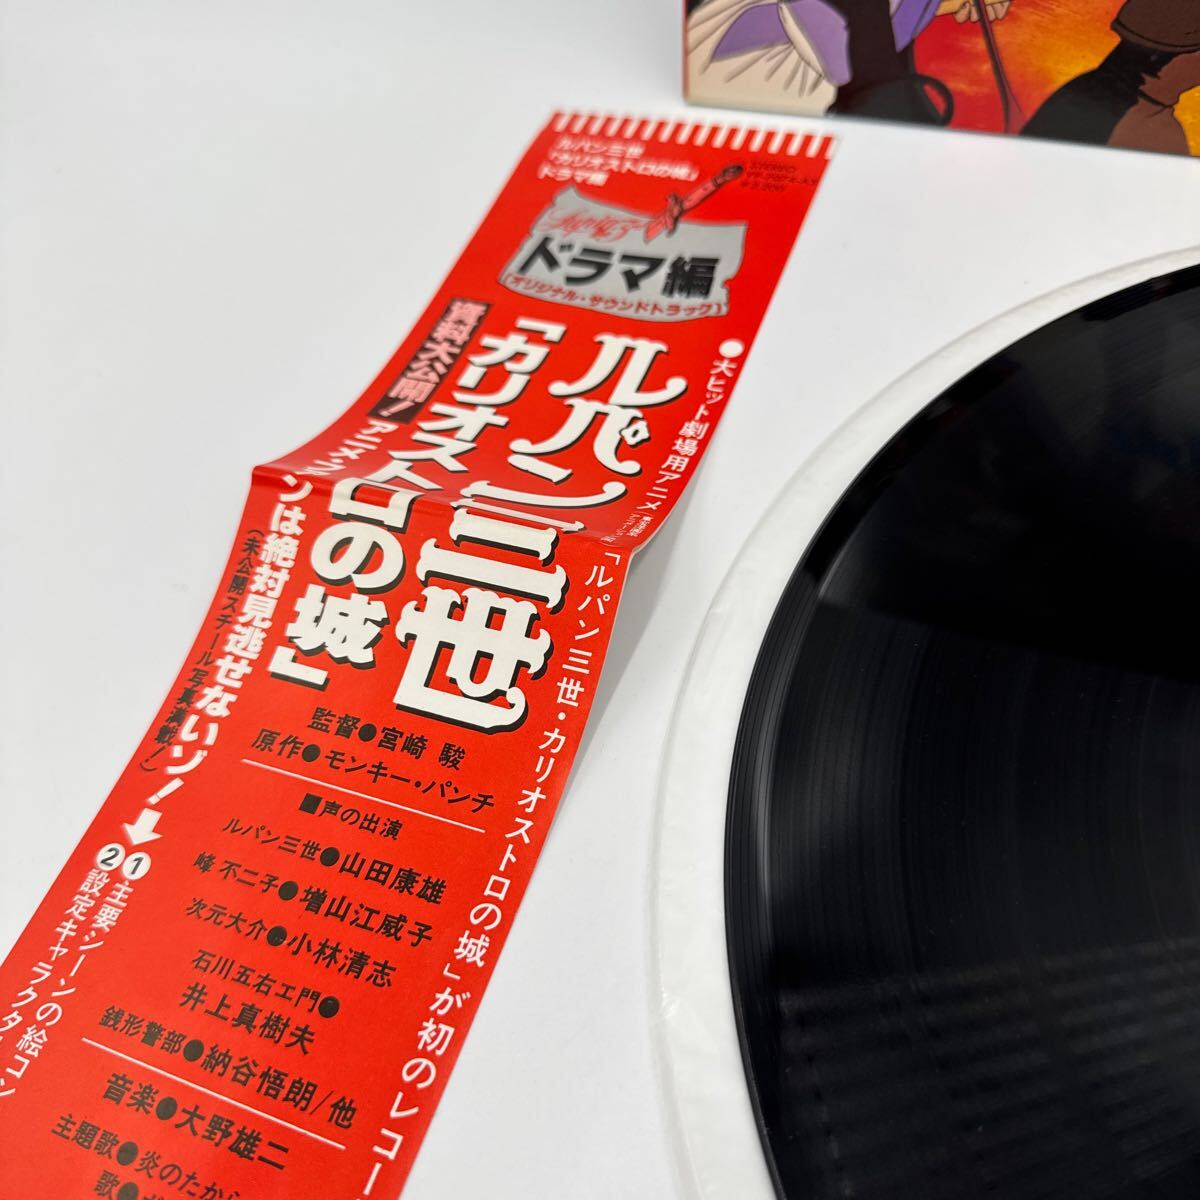 ルパン三世
「カリオストロの城」
ドラマ編
STEREO
ドラマ編
(オリジナル・サウンドトラック)
●大ヒット劇場用アニメ
「ルパン三世・カリオストロの城」が初のレコー
ルパン三世
「カリオストロの城」
資料大公開!
アニメ・ファンは絶対見逃せないゾ!
(未公開スチール写真満載!)
①主要シーンの絵コン
②設定キャラクター
監督●宮崎 駿
原作●モンキー・パンチ
■声の出演
ルパン三世●山田康雄
峰 不二子●増山江威子
次元大介●小林清志
石川五右エ門●
井上真樹夫
銭形警部●納谷悟朗/他
音楽●大野雄二
主題歌●炎のたから
歌●